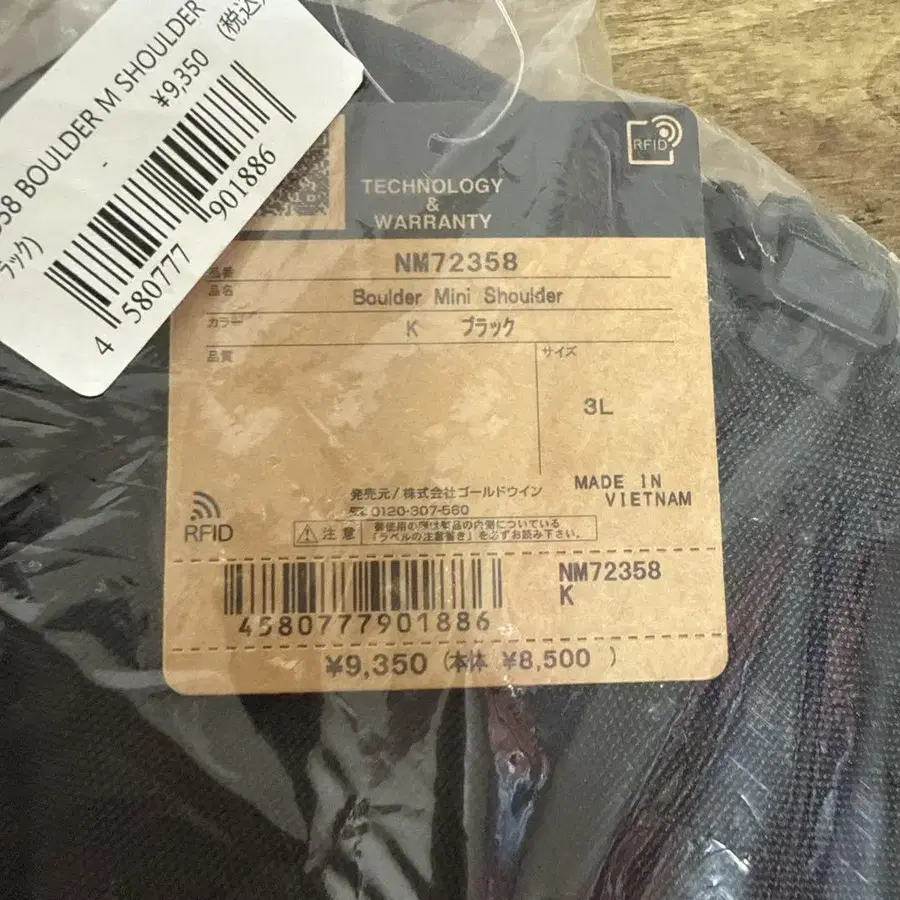 58 BOULDER M SHOULDER
ラック)
¥9,350 (税込)
4 580777 901886
RFID
TECHNOLOGY
&
WARRANTY
品番 NM72358
品名 Boulder Mini Shoulder
カラー K ブラック
品質
サイズ
3L
MADE IN
VIETNAM
発売元/株式会社ゴールドウイン
0120-307-560
RFID
注意
御使用の際は製品の内側についている
「ラベルの注意書き」を必ずお読み下さい。
4580777901886
NM72358
K
¥9,350 (本体 ¥8,500 )